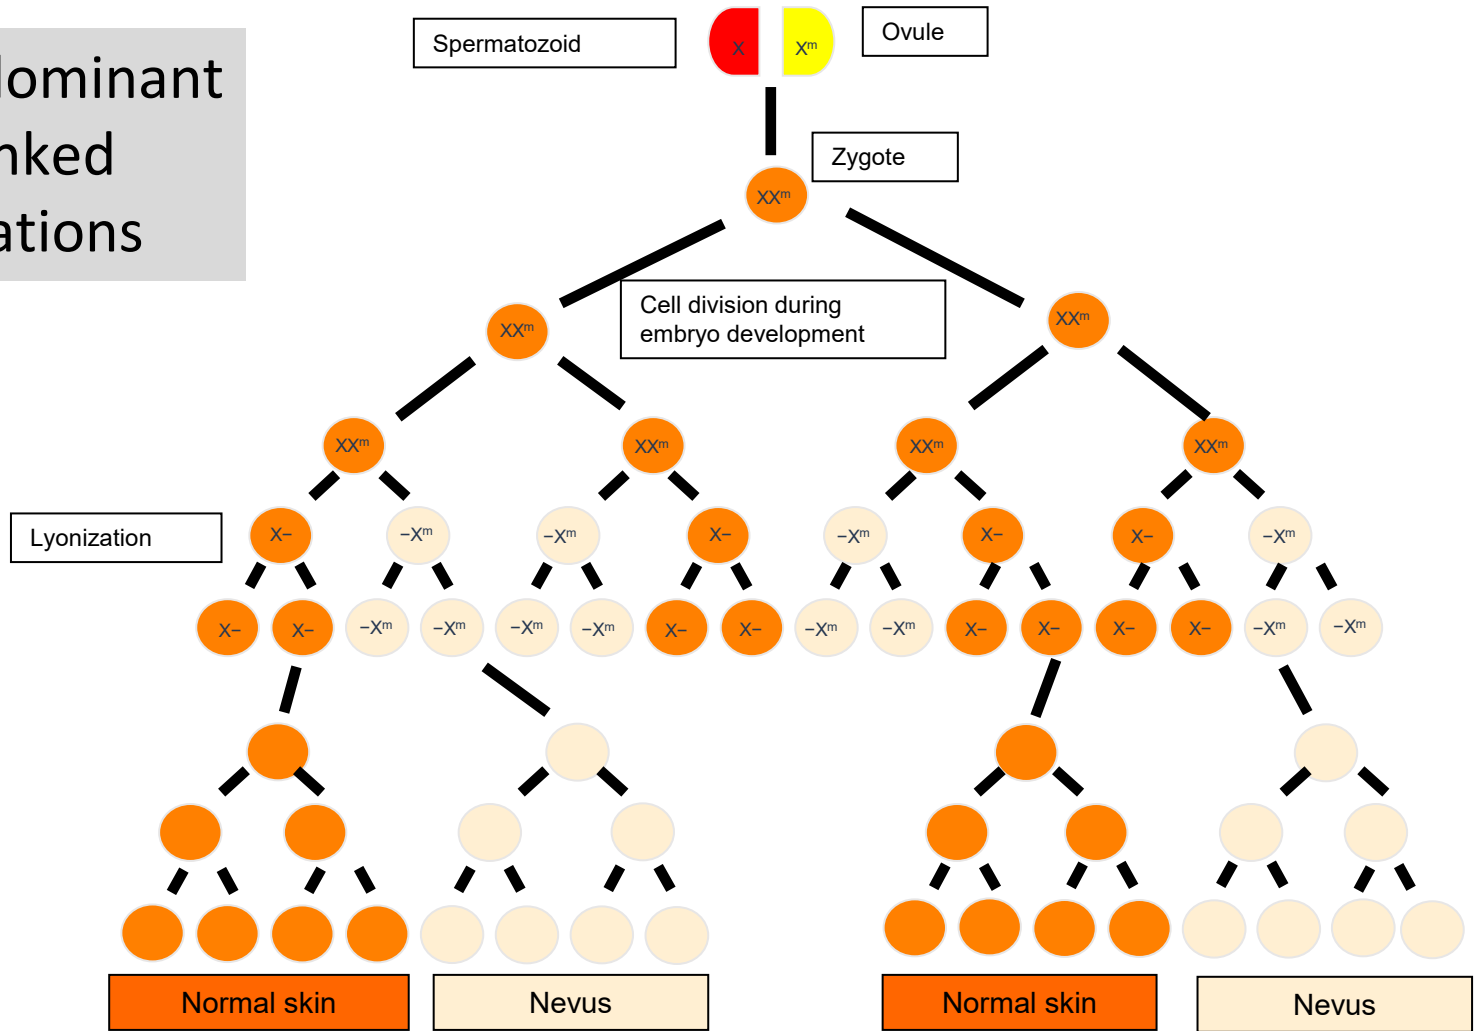 lominant
nked
ations
Spermatozoid
X
Xᵐ
Ovule
Zygote
XXᵐ
Cell division during
embryo development
XXᵐ
XXᵐ
XXᵐ
XXᵐ
XXᵐ
XXᵐ
Lyonization
X–
–Xᵐ
–Xᵐ
X–
–Xᵐ
X–
X–
–Xᵐ
X–
X–
–Xᵐ
–Xᵐ
–Xᵐ
–Xᵐ
X–
X–
–Xᵐ
–Xᵐ
X–
X–
X–
X–
–Xᵐ
–Xᵐ
Normal skin
Nevus
Normal skin
Nevus